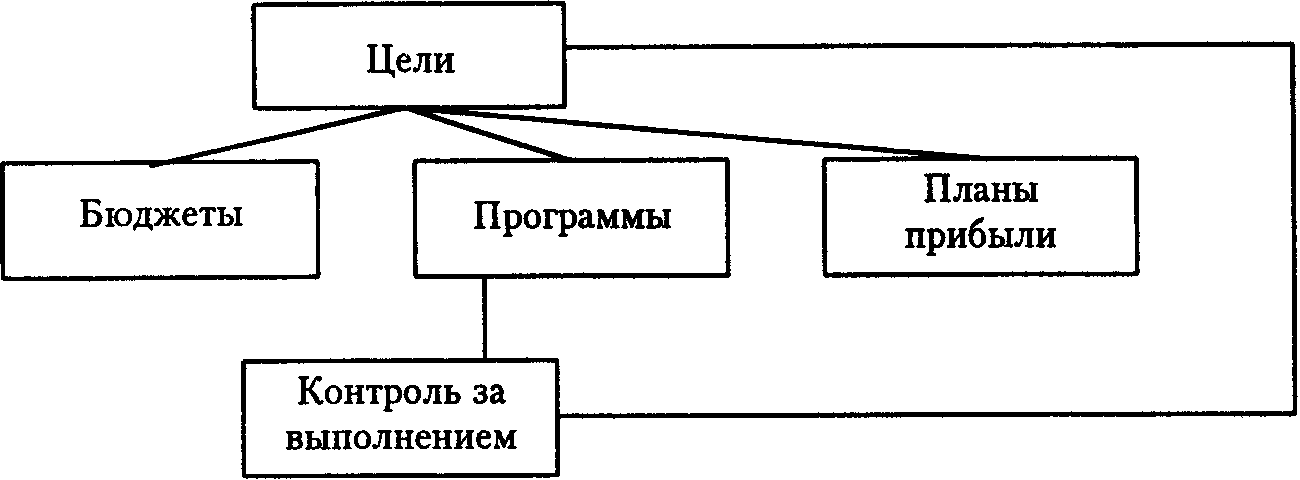 Цели
Бюджеты
Программы
Планы
прибыли
Контроль за
выполнением